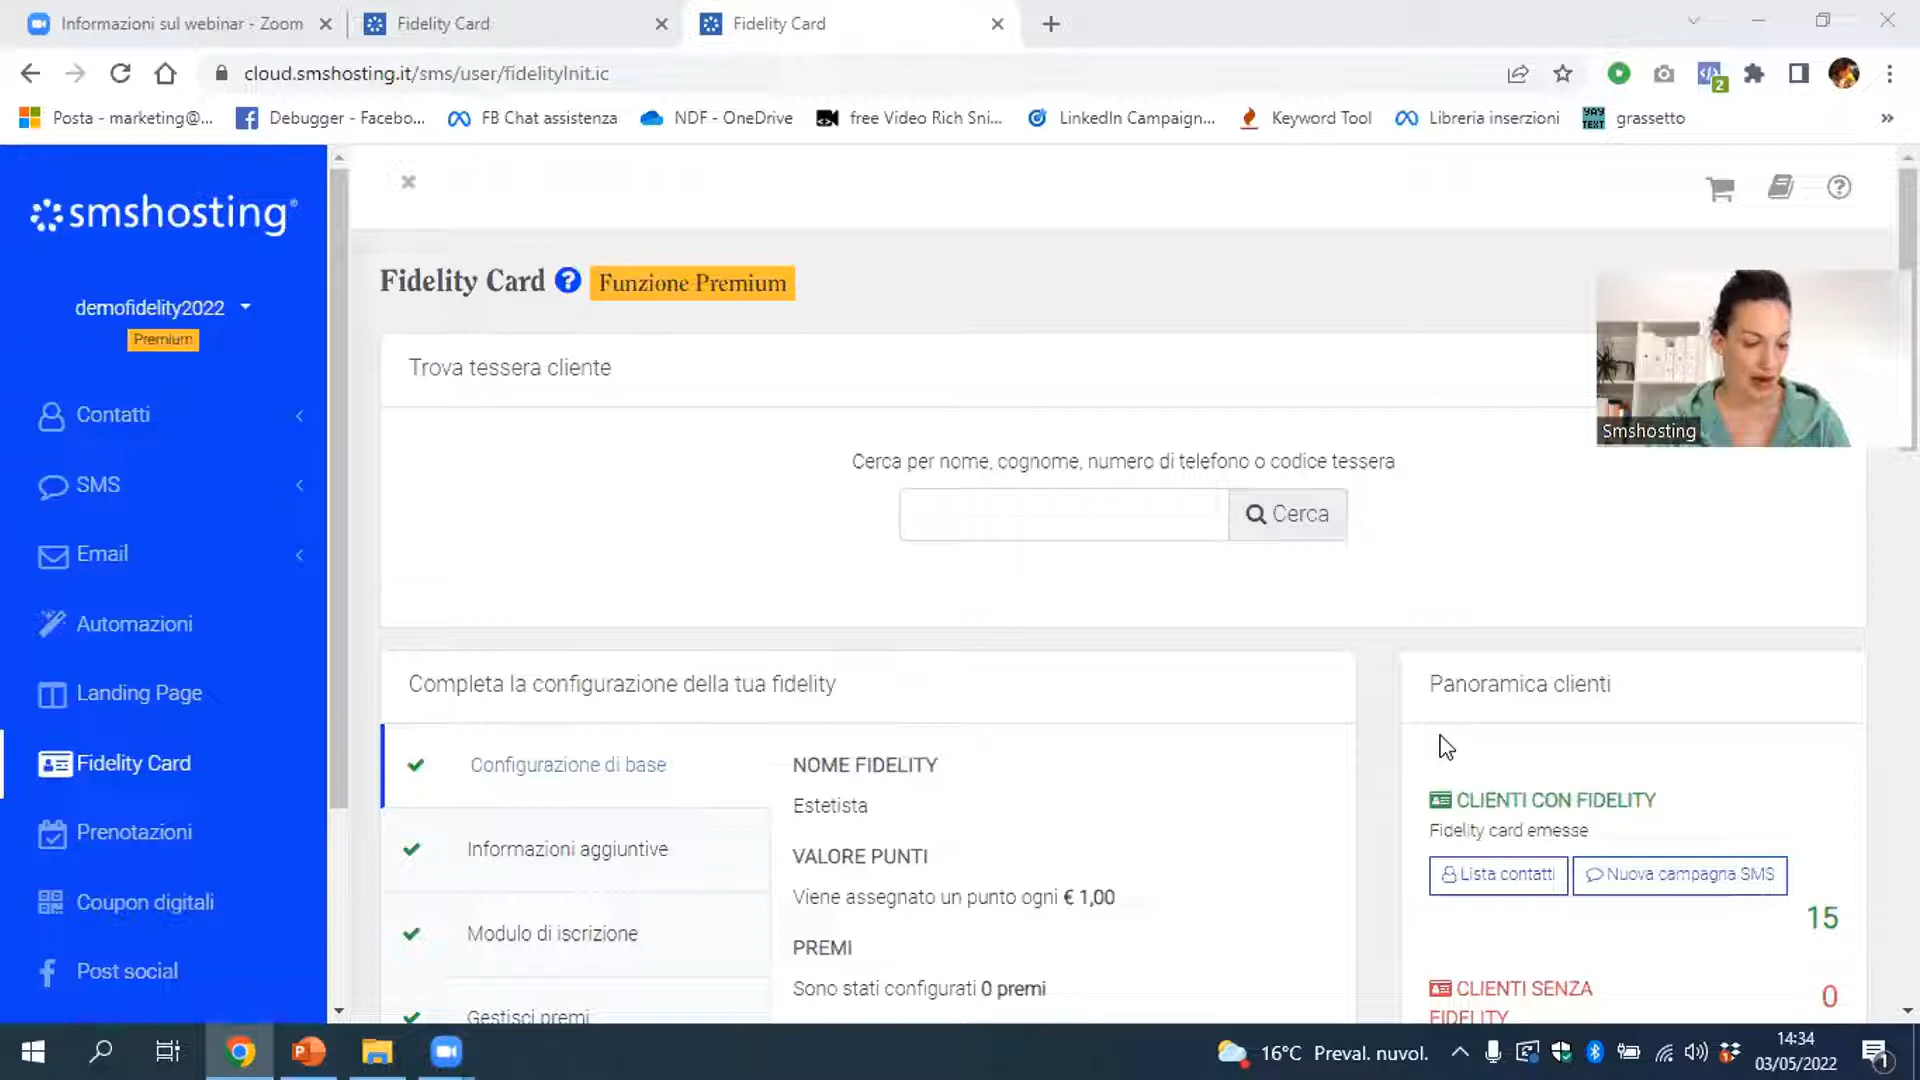 Informazioni sul webinar - Zoom
Fidelity Card
Fidelity Card
cloud.smshosting.it/sms/user/fidelityInit.ic
2
Posta - marketing@...
Debugger - Facebo...
FB Chat assistenza
NDF - OneDrive
free Video Rich Sni...
LinkedIn Campaign...
Keyword Tool
Libreria inserzioni
YAY TEXT
grassetto
»
smshosting®
demofidelity2022
Premium
Contatti
SMS
Email
Automazioni
Landing Page
Fidelity Card
Prenotazioni
Coupon digitali
Post social
Fidelity Card ? Funzione Premium
Smshosting
Trova tessera cliente
Cerca per nome, cognome, numero di telefono o codice tessera
Cerca
Completa la configurazione della tua fidelity
Configurazione di base
Informazioni aggiuntive
Modulo di iscrizione
Gestisci premi
NOME FIDELITY
Estetista
VALORE PUNTI
Viene assegnato un punto ogni € 1,00
PREMI
Sono stati configurati 0 premi
Panoramica clienti
CLIENTI CON FIDELITY
Fidelity card emesse
Lista contatti
Nuova campagna SMS
15
CLIENTI SENZA
FIDELITY
0
16°C Preval. nuvol.
14:34
03/05/2022
1